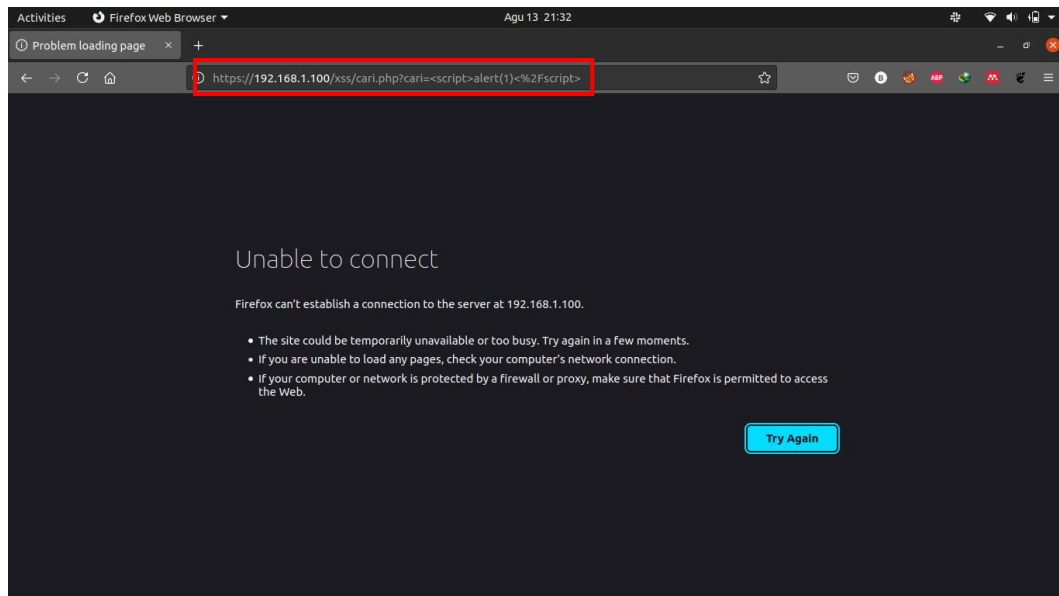 Activities Firefox Web Browser Agu 13 21:32
Problem loading page
https://192.168.1.100/xss/cari.php?cari=<script>alert(1)<%2Fscript>
ABP
Unable to connect
Firefox can't establish a connection to the server at 192.168.1.100.
• The site could be temporarily unavailable or too busy. Try again in a few moments.
• If you are unable to load any pages, check your computer's network connection.
• If your computer or network is protected by a firewall or proxy, make sure that Firefox is permitted to access
the Web.
Try Again